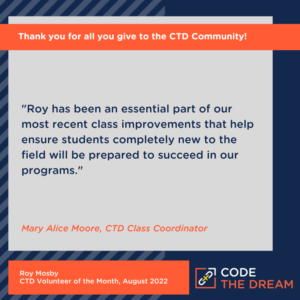 Thank you for all you give to the CTD Community!
"Roy has been an essential part of our
most recent class improvements that help
ensure students completely new to the
field will be prepared to succeed in our
programs."
Mary Alice Moore, CTD Class Coordinator
Roy Mosby
CTD Volunteer of the Month, August 2022
CODE
THE DREAM